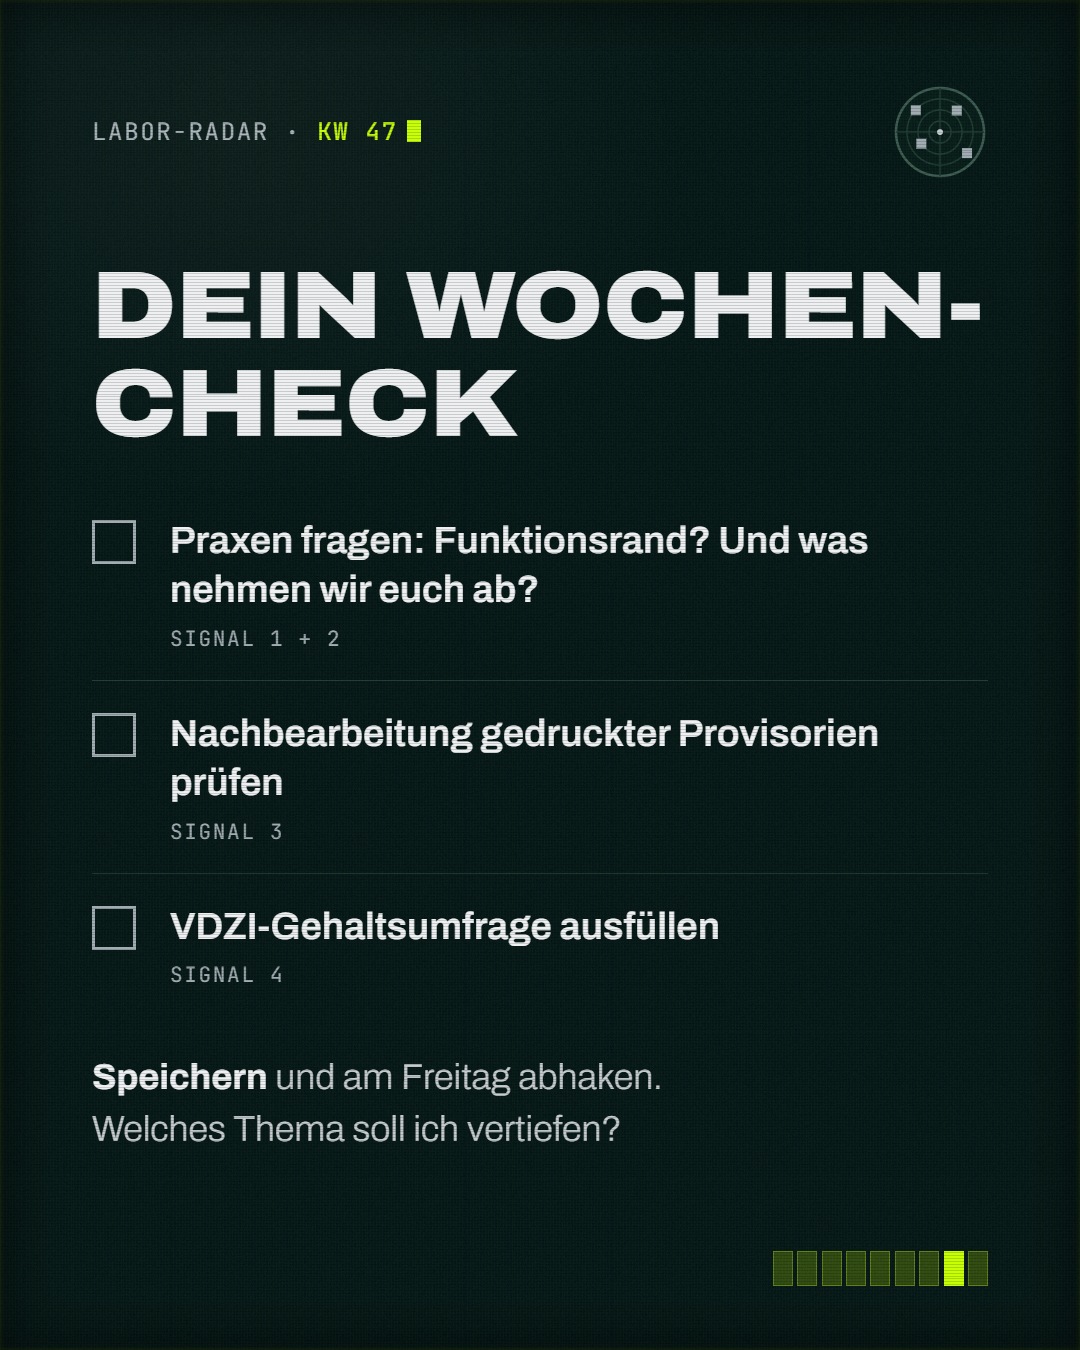 LABOR-RADAR · KW 47
DEIN WOCHEN-
CHECK
Praxen fragen: Funktionsrand? Und was
nehmen wir euch ab?
SIGNAL 1 + 2
Nachbearbeitung gedruckter Provisorien
prüfen
SIGNAL 3
VDZI-Gehaltsumfrage ausfüllen
SIGNAL 4
Speichern und am Freitag abhaken.
Welches Thema soll ich vertiefen?